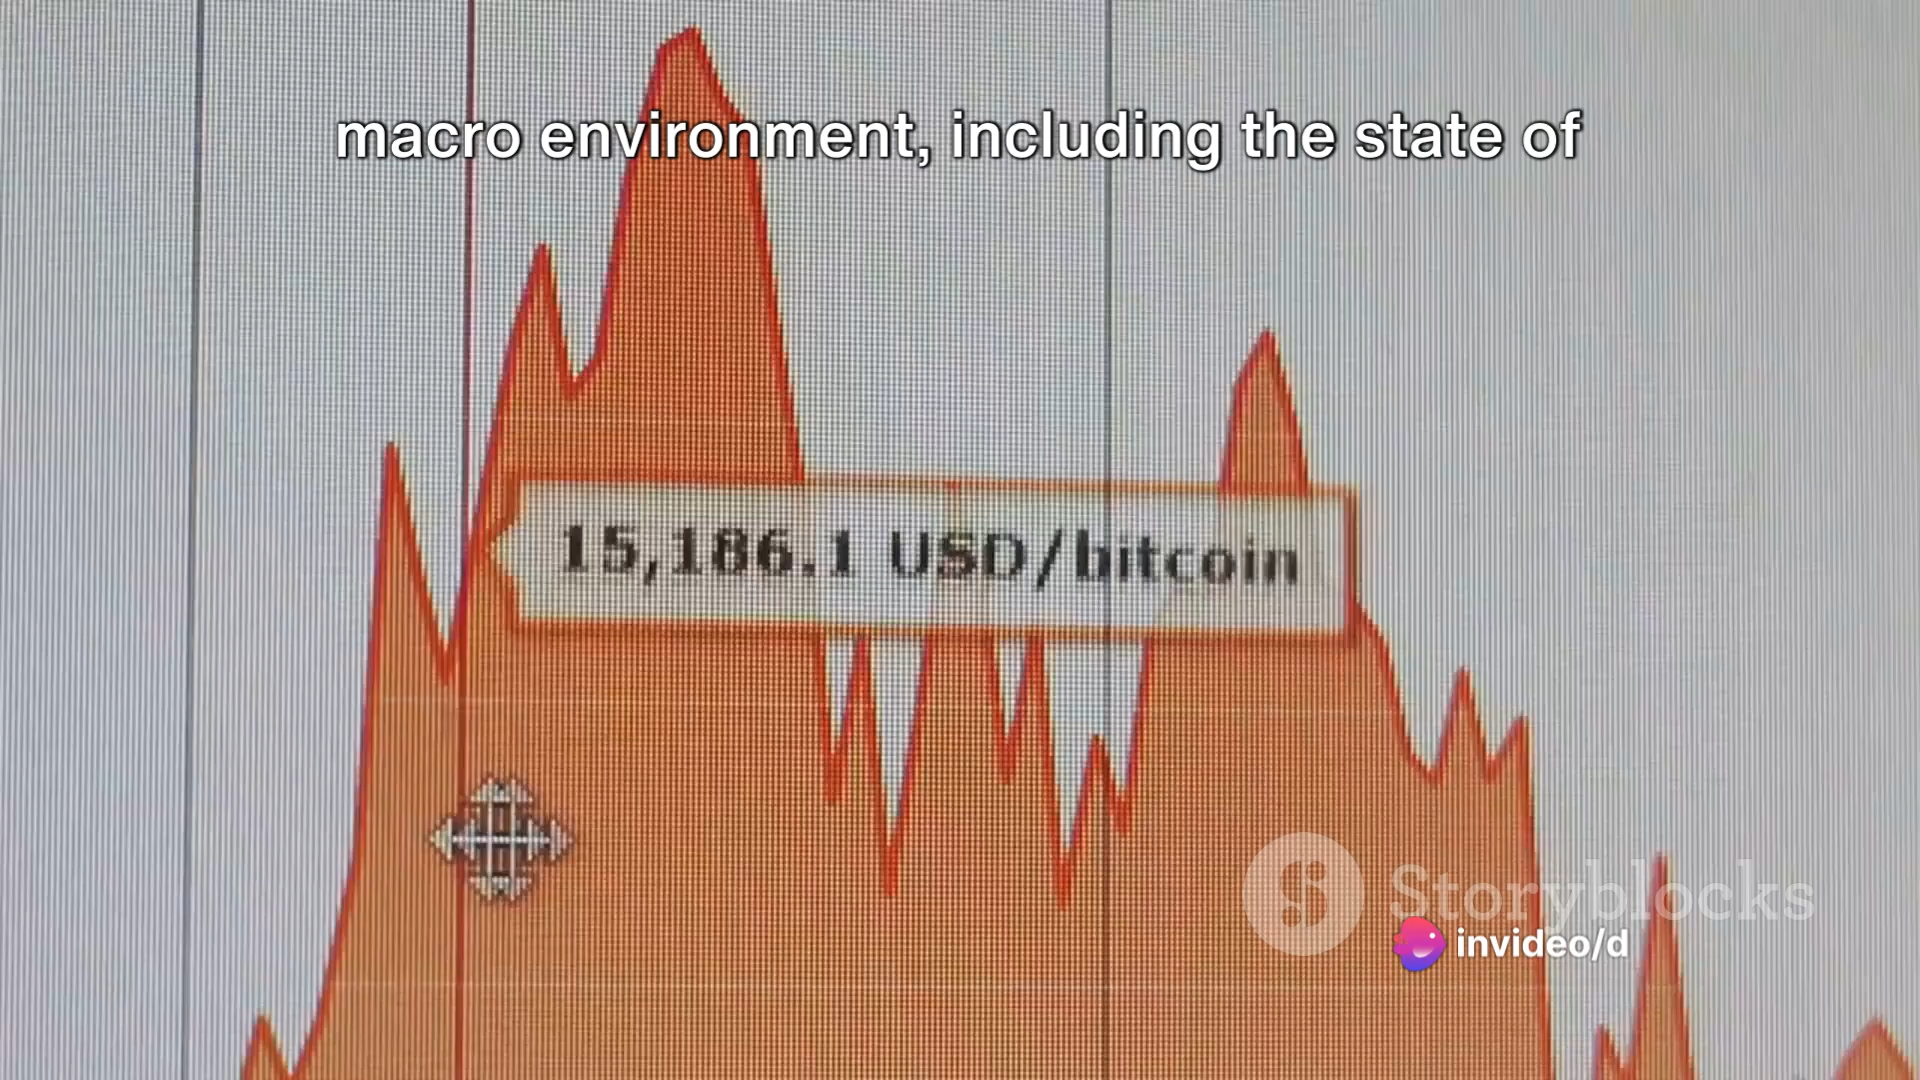 macro environment, including the state of
15,186.1 USD/bitcoin
Storyblocks
invideo/d